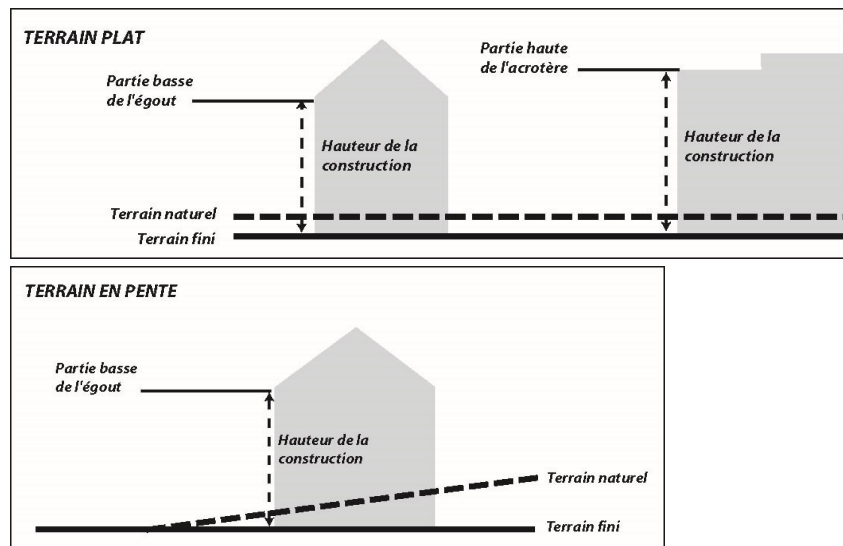 TERRAIN PLAT
Partie basse
de l'égout
Hauteur de la
construction
Partie haute
de l'acrotère
Hauteur de la
construction
Terrain naturel
Terrain fini
TERRAIN EN PENTE
Partie basse
de l'égout
Hauteur de la
construction
Terrain naturel
Terrain fini